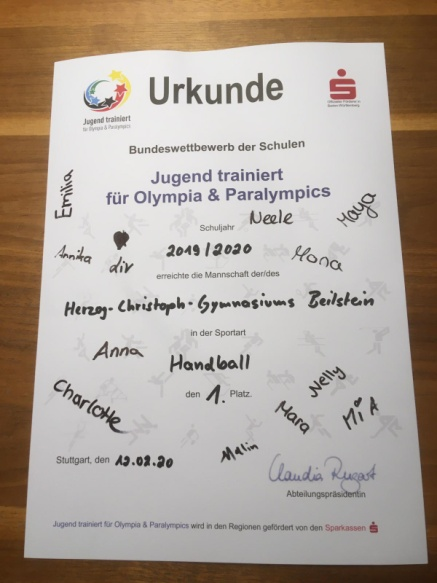 Urkunde
Jugend trainiert
für Olympia & Paralympics
Bundeswettbewerb der Schulen
Jugend trainiert
für Olympia & Paralympics
Emilia
Schuljahr
Neele
Maya
Annika
Liv
2019/2020
Mona
erreichte die Mannschaft der/des
Herzog-Christoph-Gymnasiums Beilstein
in der Sportart
Anna
Handball
den 1. Platz.
Nelly
Charlotte
Mara
MiA
Malin
Stuttgart, den 12.02.20
Claudia
Abteilungspräsidentin
Jugend trainiert für Olympia & Paralympics wird in den Regionen gefördert von den Sparkassen